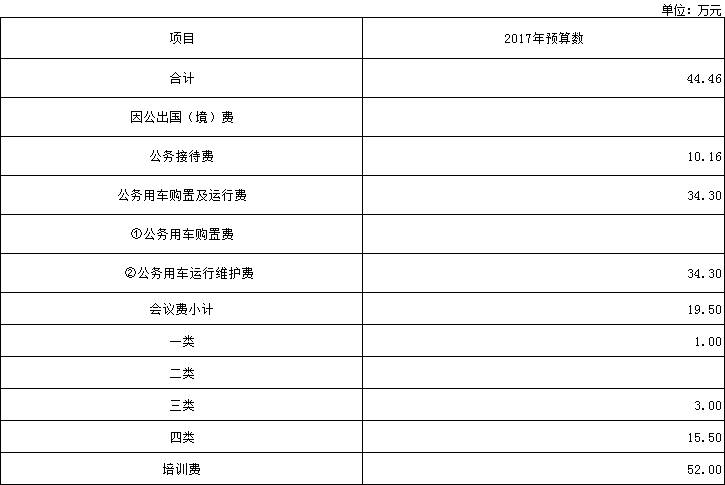 单位：万元
项目 2017年预算数
合计 44.46
因公出国（境）费
公务接待费 10.16
公务用车购置及运行费 34.30
①公务用车购置费
②公务用车运行维护费 34.30
会议费小计 19.50
一类 1.00
二类
三类 3.00
四类 15.50
培训费 52.00